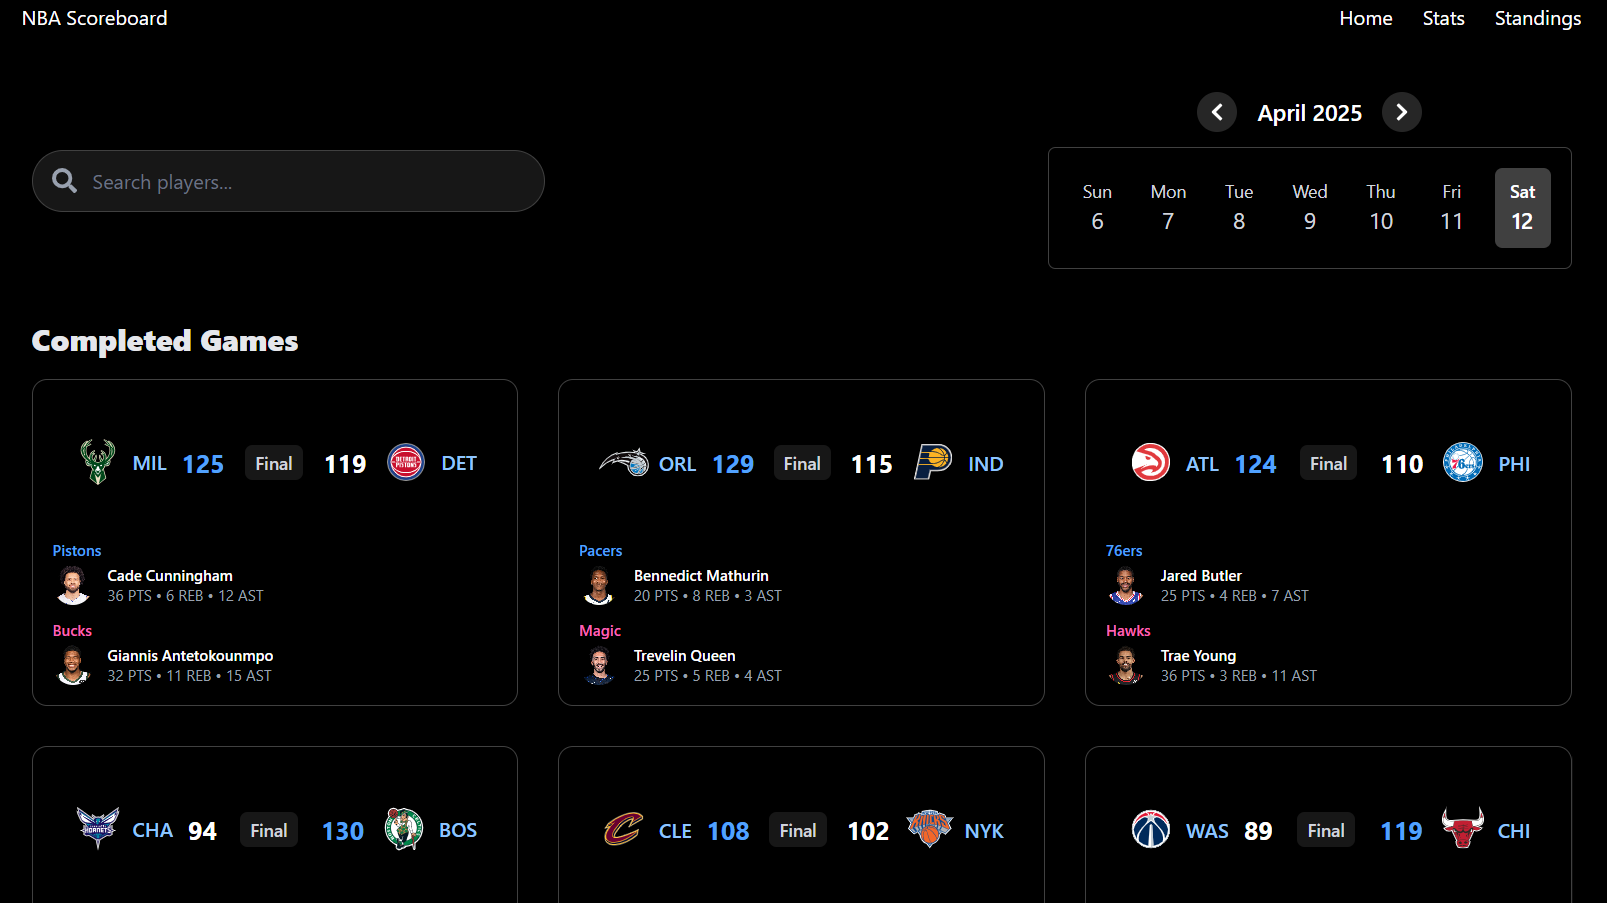 NBA Scoreboard
Home Stats Standings
April 2025
Search players...
Sun Mon Tue Wed Thu Fri Sat
6 7 8 9 10 11 12
Completed Games
MIL 125 Final 119 DETROIT PISTONS DET
Pistons
Cade Cunningham
36 PTS • 6 REB • 12 AST
Bucks
Giannis Antetokounmpo
32 PTS • 11 REB • 15 AST
ORL 129 Final 115 IND
Pacers
Bennedict Mathurin
20 PTS • 8 REB • 3 AST
Magic
Trevelin Queen
25 PTS • 5 REB • 4 AST
ATL 124 Final 110 76ers PHI
76ers
Jared Butler
25 PTS • 4 REB • 7 AST
Hawks
Trae Young
36 PTS • 3 REB • 11 AST
HORNETS CHA 94 Final 130 BOS
CLE 108 Final 102 KNICKS NYK
WAS 89 Final 119 CHI